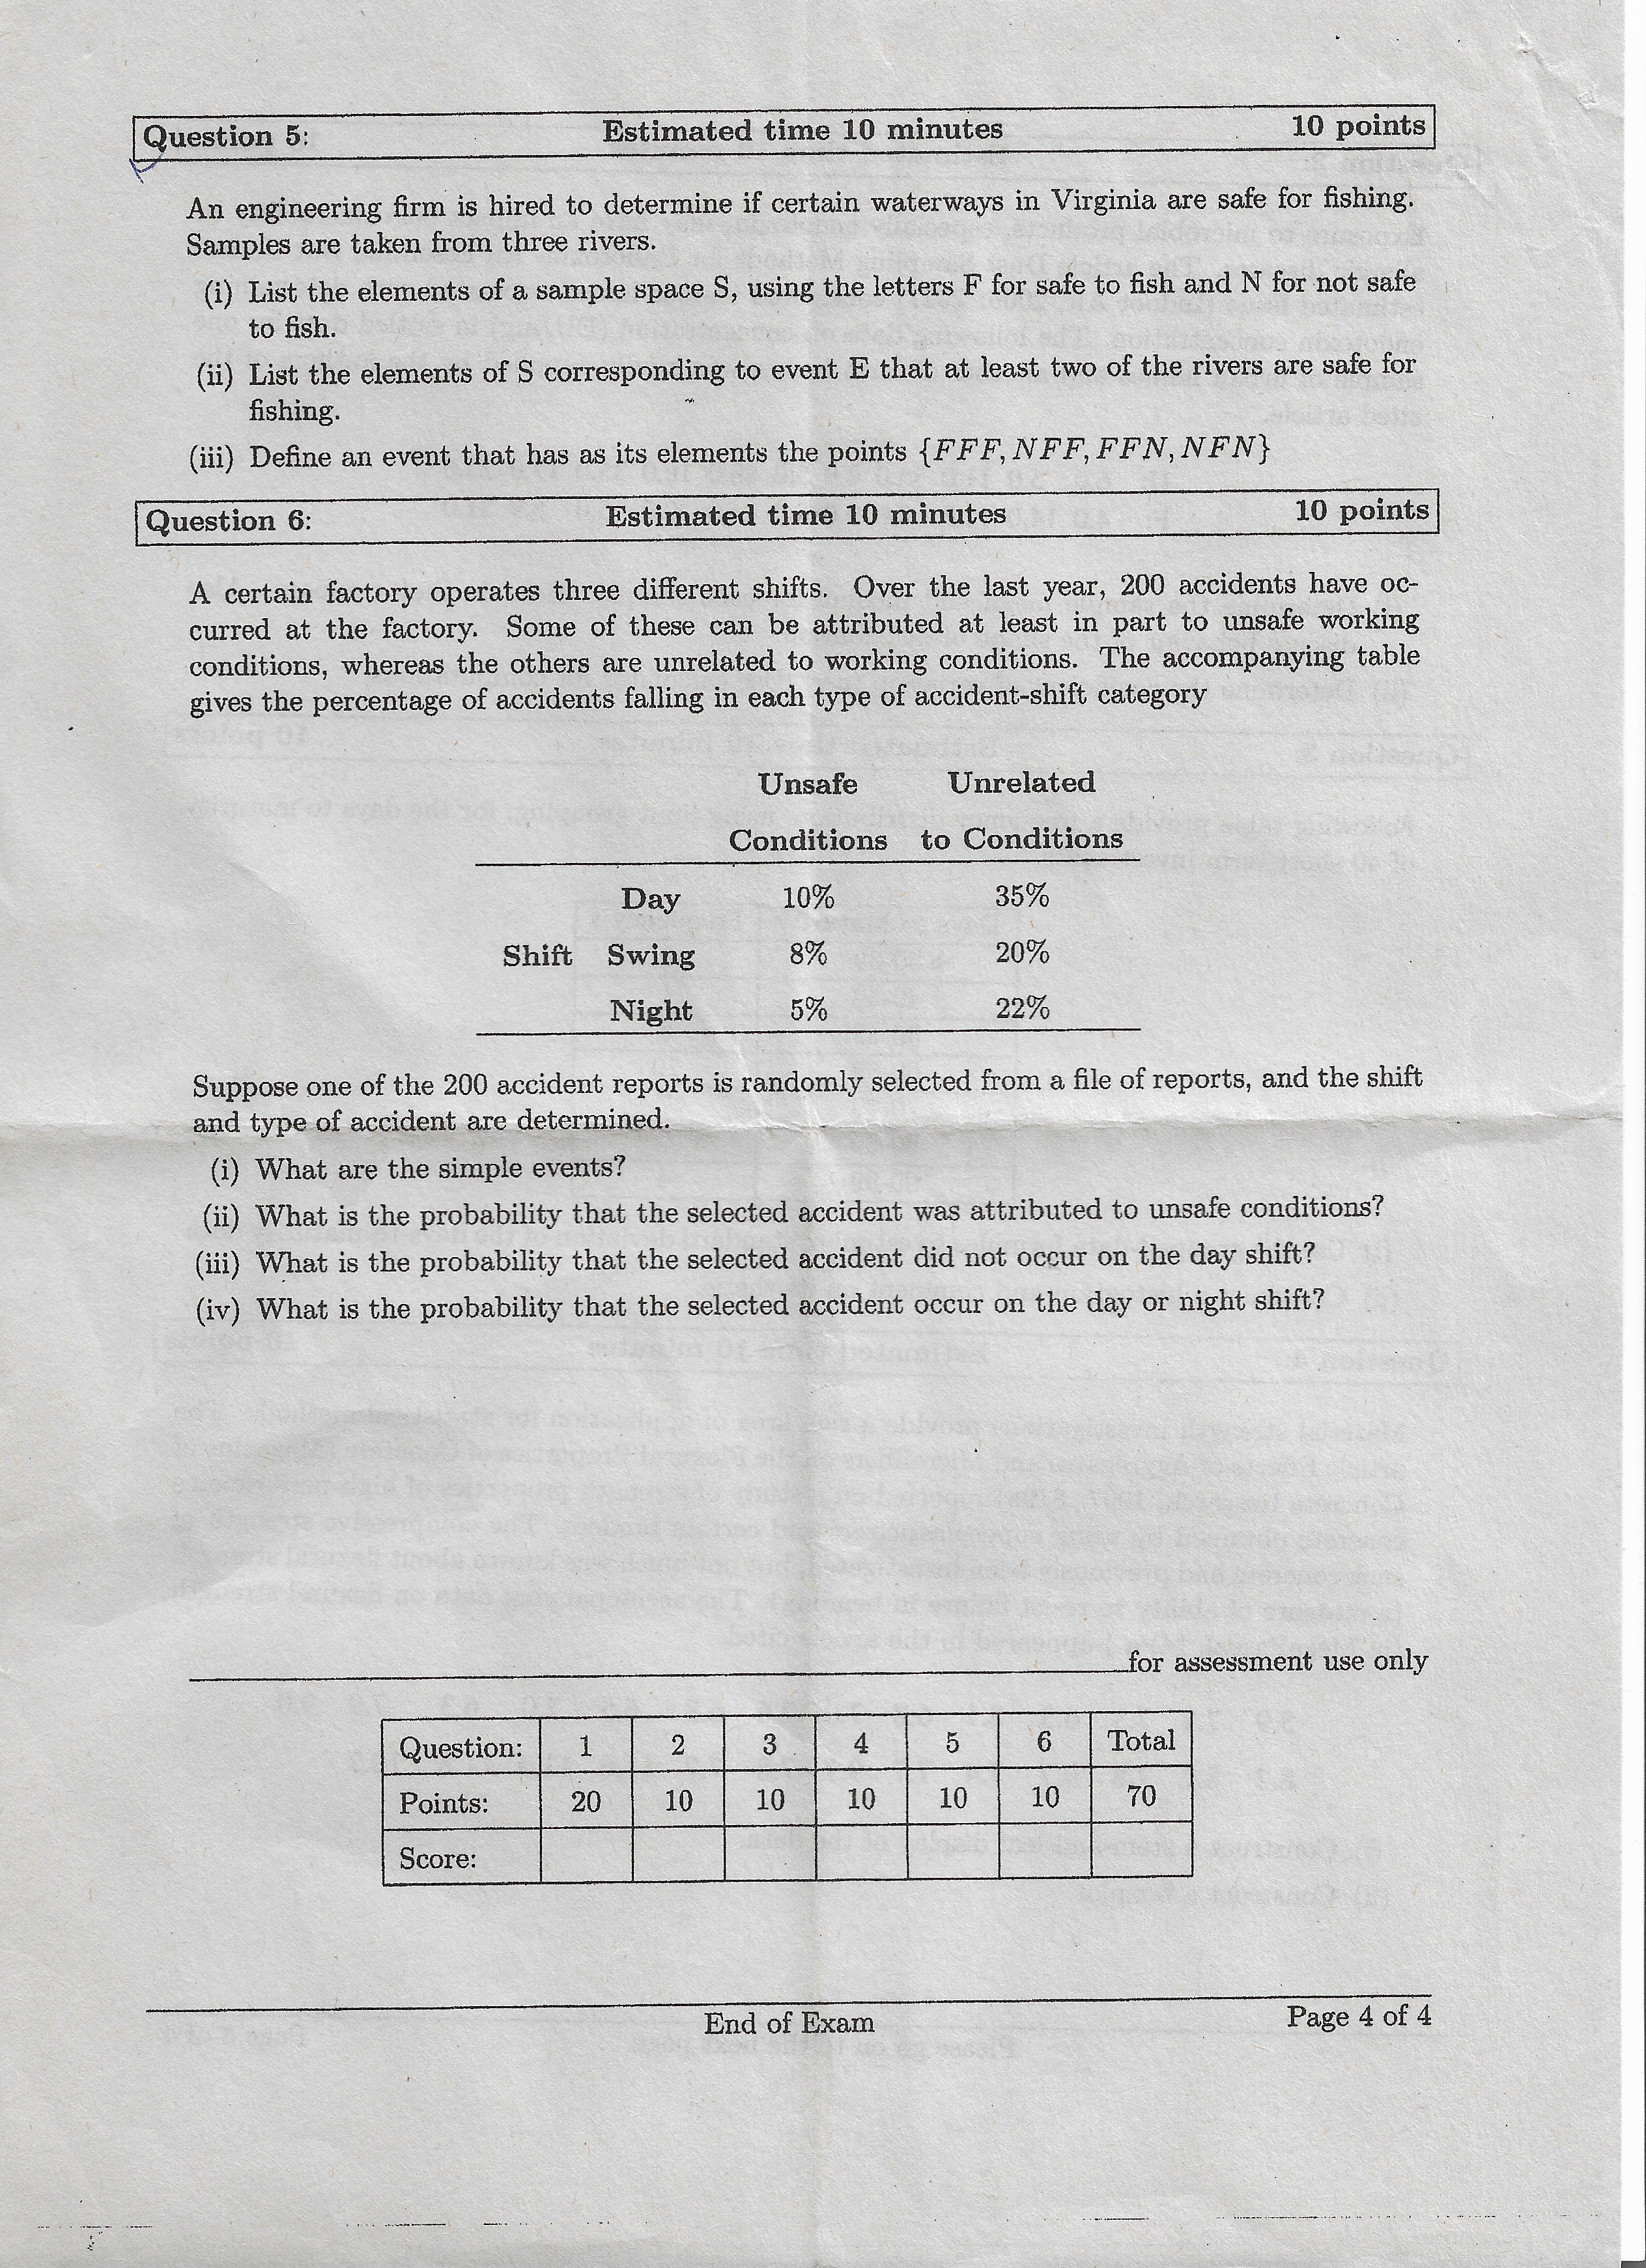 Question 5: Estimated time 10 minutes 10 points
An engineering firm is hired to determine if certain waterways in Virginia are safe for fishing.
Samples are taken from three rivers.
(i) List the elements of a sample space S, using the letters F for safe to fish and N for not safe
to fish.
(ii) List the elements of S corresponding to event E that at least two of the rivers are safe for
fishing.
(iii) Define an event that has as its elements the points {FFF, NFF, FFN, NFN}
Question 6: Estimated time 10 minutes 10 points
A certain factory operates three different shifts. Over the last year, 200 accidents have oc-
curred at the factory. Some of these can be attributed at least in part to unsafe working
conditions, whereas the others are unrelated to working conditions. The accompanying table
gives the percentage of accidents falling in each type of accident-shift category
Unsafe Unrelated
Conditions to Conditions
Day 10% 35%
Shift Swing 8% 20%
Night 5% 22%
Suppose one of the 200 accident reports is randomly selected from a file of reports, and the shift
and type of accident are determined.
(i) What are the simple events?
(ii) What is the probability that the selected accident was attributed to unsafe conditions?
(iii) What is the probability that the selected accident did not occur on the day shift?
(iv) What is the probability that the selected accident occur on the day or night shift?
for assessment use only
Question: 1 2 3 4 5 6 Total
Points: 20 10 10 10 10 10 70
Score:
End of Exam Page 4 of 4